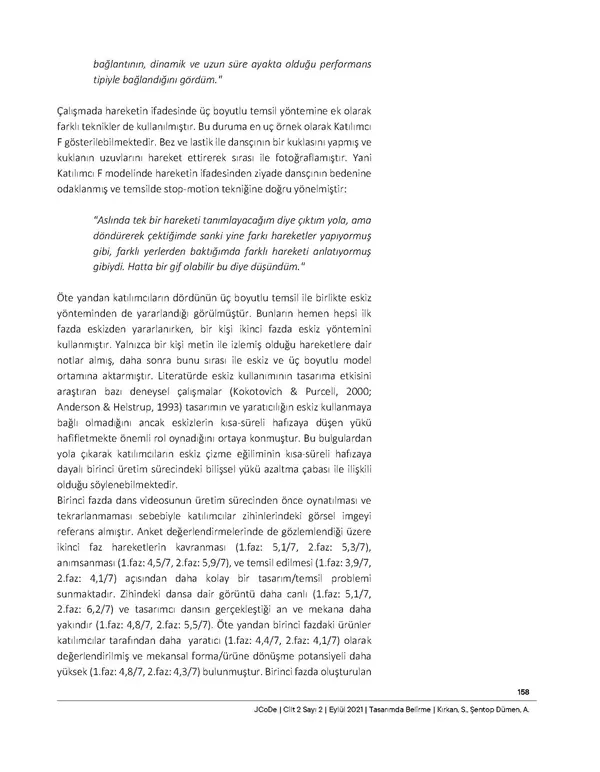 bağlantının, dinamik ve uzun süre ayakta olduğu performans
tipiyle bağlandığını gördüm."
Çalışmada hareketin ifadesinde üç boyutlu temsil yöntemine ek olarak
farklı teknikler de kullanılmıştır. Bu duruma en uç örnek olarak Katılımcı
F gösterilebilmektedir. Bez ve lastik ile dansçının bir kuklasını yapmış ve
kuklanın uzuvlarını hareket ettirerek sırası ile fotoğraflamıştır. Yani
Katılımcı F modelinde hareketin ifadesinden ziyade dansçının bedenine
odaklanmış ve temsilde stop-motion tekniğine doğru yönelmiştir:
"Aslında tek bir hareketi tanımlayacağım diye çıktım yola, ama
döndürerek çektiğimde sanki yine farkı hareketler yapıyormuş
gibi, farklı yerlerden baktığımda farklı hareketi anlatıyormuş
gibiydi. Hatta bir gif olabilir bu diye düşündüm."
Öte yandan katılımcıların dördünün üç boyutlu temsil ile birlikte eskiz
yönteminden de yararlandığı görülmüştür. Bunların hemen hepsi ilk
fazda eskizden yararlanırken, bir kişi ikinci fazda eskiz yöntemini
kullanmıştır. Yalnızca bir kişi metin ile izlemiş olduğu hareketlere dair
notlar almış, daha sonra bunu sırası ile eskiz ve üç boyutlu model
ortamına aktarmıştır. Literatürde eskiz kullanımının tasarıma etkisini
araştıran bazı deneysel çalışmalar (Kokotovich & Purcell, 2000;
Anderson & Helstrup, 1993) tasarımın ve yaratıcılığın eskiz kullanmaya
bağlı olmadığını ancak eskizlerin kısa-süreli hafızaya düşen yükü
hafifletmekte önemli rol oynadığını ortaya konmuştur. Bu bulgulardan
yola çıkarak katılımcıların eskiz çizme eğiliminin kısa-süreli hafızaya
dayalı birinci üretim sürecindeki bilişsel yükü azaltma çabası ile ilişkili
olduğu söylenebilmektedir.
Birinci fazda dans videosunun üretim sürecinden önce oynatılması ve
tekrarlanmaması sebebiyle katılımcılar zihinlerindeki görsel imgeyi
referans almıştır. Anket değerlendirmelerinde de gözlemlendiği üzere
ikinci faz hareketlerin kavranması (1.faz: 5,1/7, 2.faz: 5,3/7),
anımsanması (1.faz: 4,5/7, 2.faz: 5,9/7), ve temsil edilmesi (1.faz: 3,9/7,
2.faz: 4,1/7) açısından daha kolay bir tasarım/temsil problemi
sunmaktadır. Zihindeki dansa dair görüntü daha canlı (1.faz: 5,1/7,
2.faz: 6,2/7) ve tasarımcı dansın gerçekleştiği an ve mekana daha
yakındır (1.faz: 4,8/7, 2.faz: 5,5/7). Öte yandan birinci fazdaki ürünler
katılımcılar tarafından daha yaratıcı (1.faz: 4,4/7, 2.faz: 4,1/7) olarak
değerlendirilmiş ve mekansal forma/ürüne dönüşme potansiyeli daha
yüksek (1.faz: 4,8/7, 2.faz: 4,3/7) bulunmuştur. Birinci fazda oluşturulan
158
JCoDe | Cilt 2 Sayı 2 | Eylül 2021 | Tasarımda Belirme | Kırkan, S., Şentop Dümen, A.